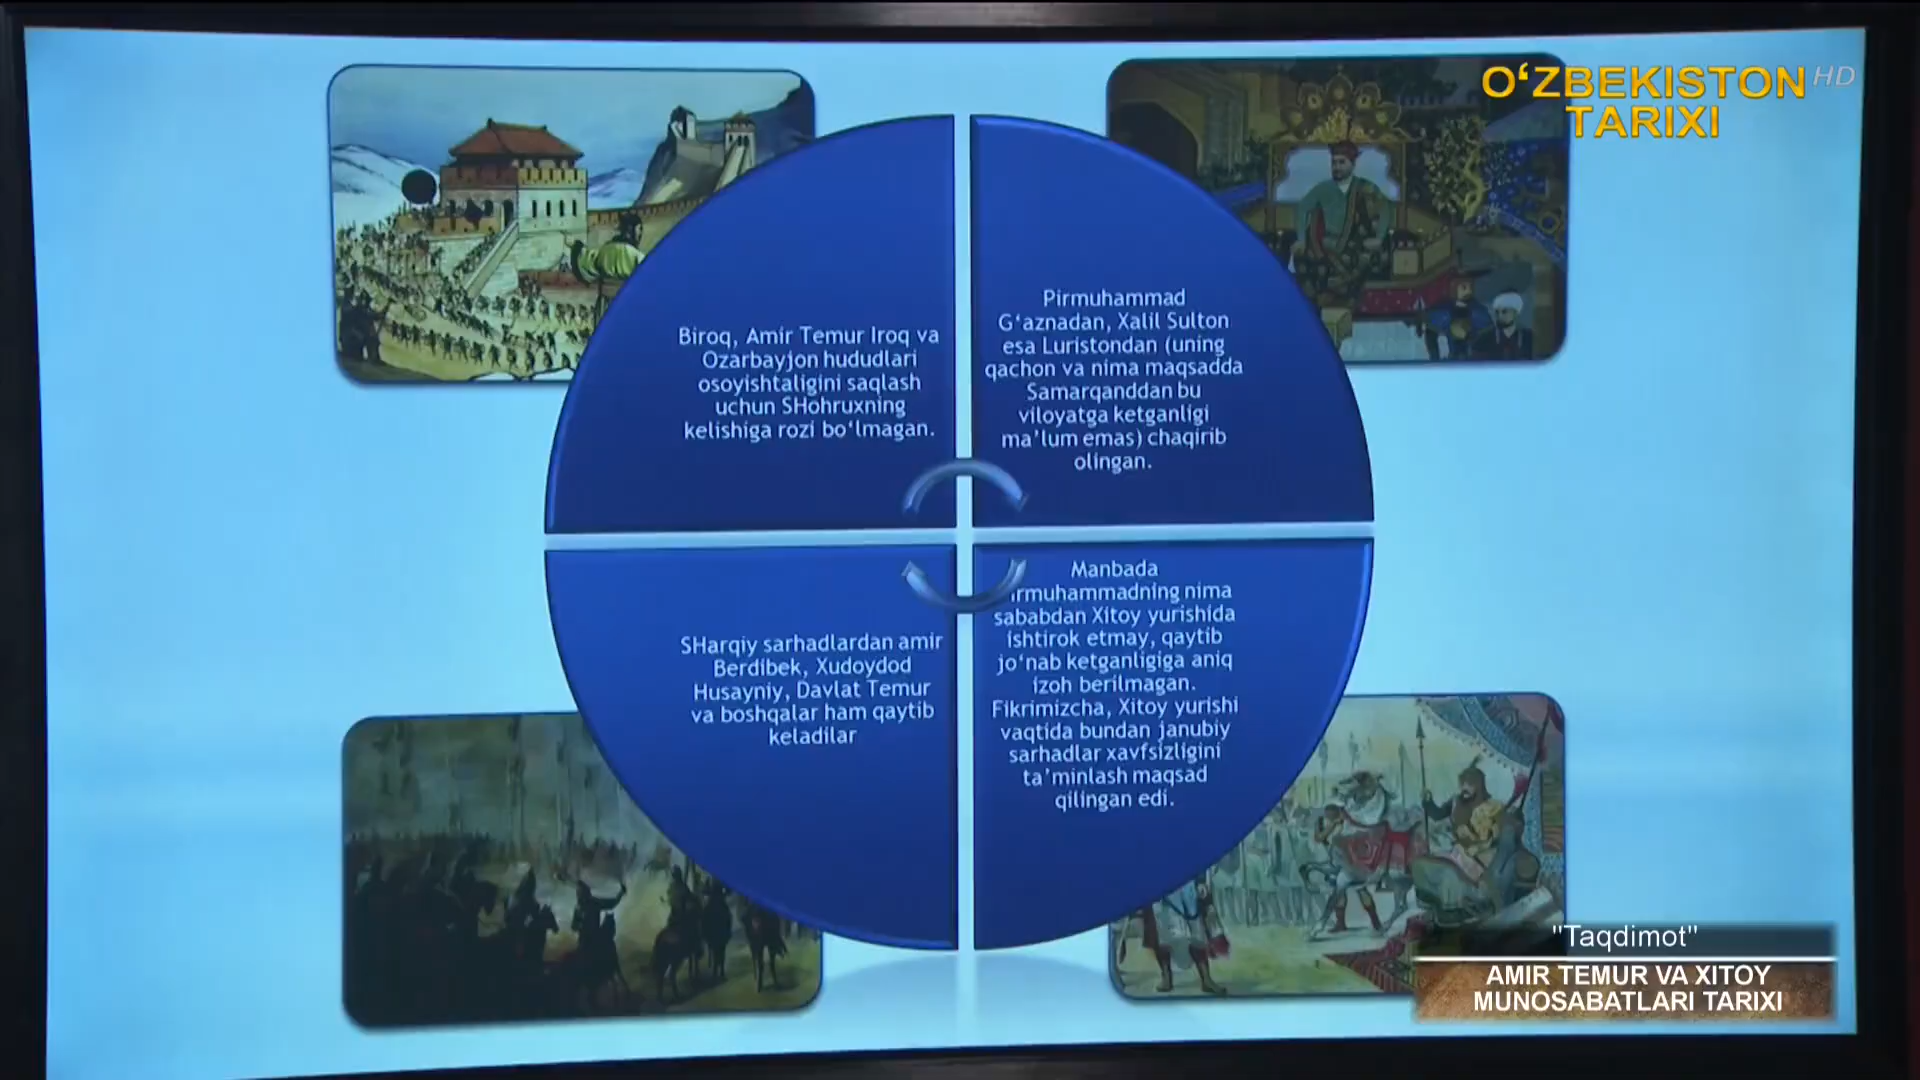 O‘ZBEKISTON HD
TARIXI
Biroq, Amir Temur Iroq va
Ozarbayjon hududlari
osoyishtaligini saqlash
uchun SHohruxning
kelishiga rozi bo‘lmagan.
Pirmuhammad
G‘aznadan, Xalil Sulton
esa Luristondan (uning
qachon va nima maqsadda
Samarqanddan bu
viloyatga ketganligi
ma’lum emas) chaqirib
olingan.
SHarqiy sarhadlardan amir
Berdibek, Xudoydod
Husayniy, Davlat Temur
va boshqalar ham qaytib
keladilar
Manbada
irmuhammadning nima
sababdan Xitoy yurishida
ishtirok etmay, qaytib
jo‘nab ketganligiga aniq
izoh berilmagan.
Fikrimizcha, Xitoy yurishi
vaqtida bundan janubiy
sarhadlar xavfsizligini
ta’minlash maqsad
qilingan edi.
"Taqdimot"
AMIR TEMUR VA XITOY
MUNOSABATLARI TARIXI